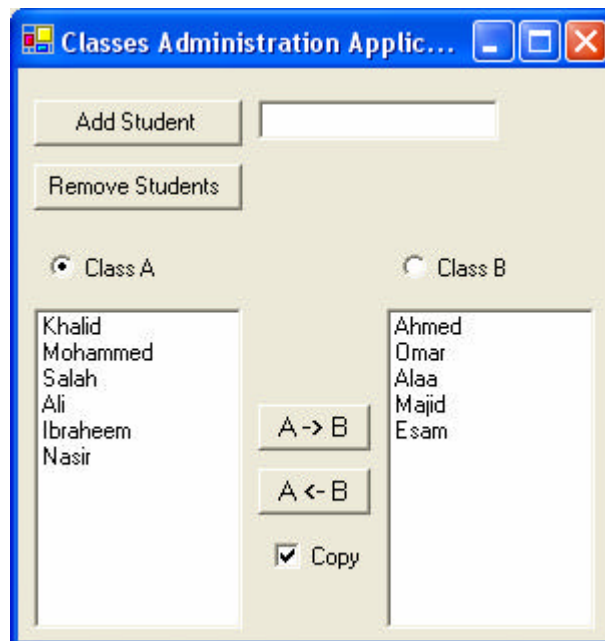 Classes Administration Applic...
Add Student
Remove Students
Class A
Class B
Khalid
Mohammed
Salah
Ali
Ibraheem
Nasir
Ahmed
Omar
Alaa
Majid
Esam
A -> B
A <- B
Copy